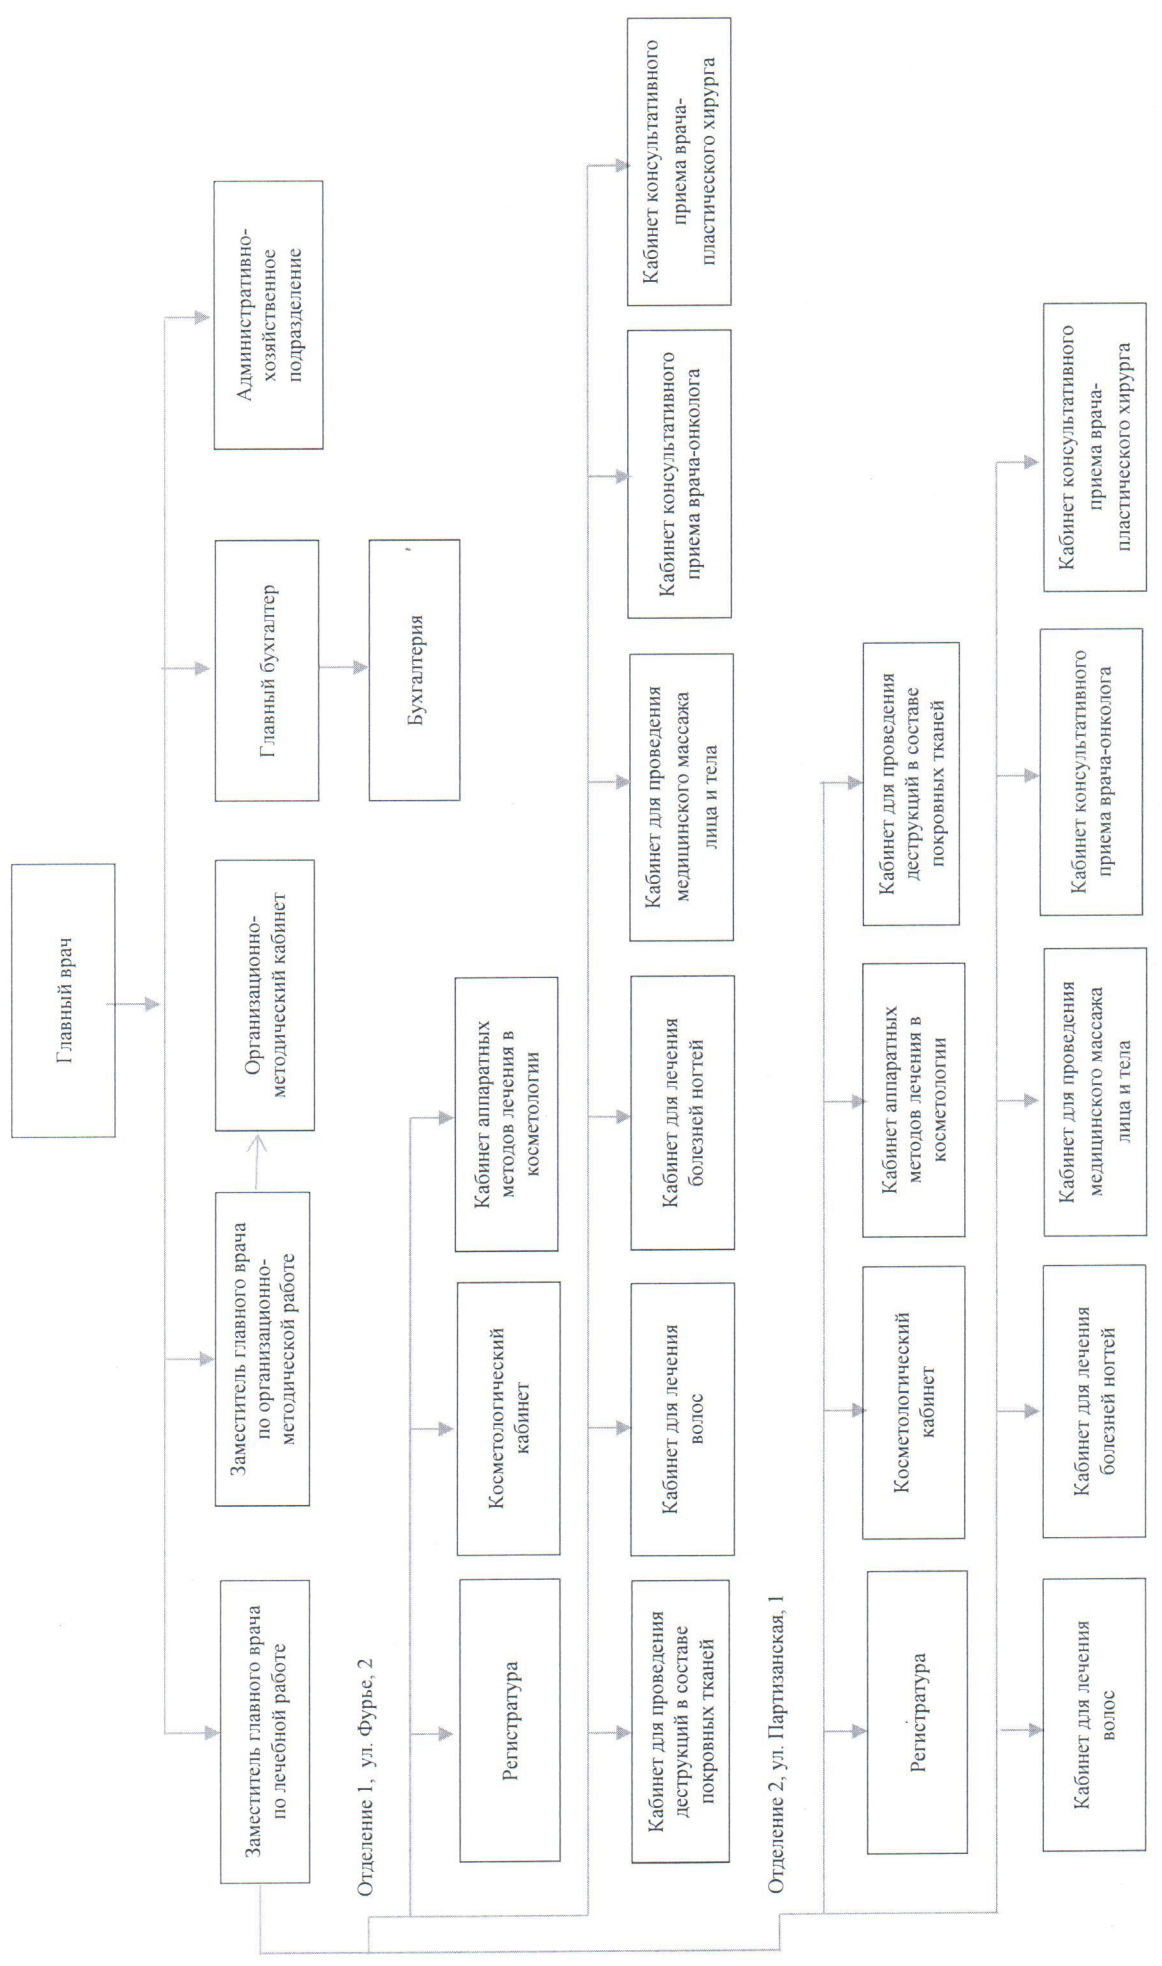 Главный врач
Заместитель главного врача
по лечебной работе
Заместитель главного врача
по организационно-
методической работе
Организационно-
методический кабинет
Главный бухгалтер
Административно-
хозяйственное
подразделение
Бухгалтерия
Отделение 1, ул. Фурье, 2
Регистратура
Косметологический
кабинет
Кабинет аппаратных
методов лечения в
косметологии
Кабинет для проведения
деструкций в составе
покровных тканей
Кабинет для лечения
волос
Кабинет для лечения
болезней ногтей
Кабинет для проведения
медицинского массажа
лица и тела
Кабинет консультативного
приема врача-онколога
Кабинет консультативного
приема врача-
пластического хирурга
Отделение 2, ул. Партизанская, 1
Регистратура
Косметологический
кабинет
Кабинет аппаратных
методов лечения в
косметологии
Кабинет для проведения
деструкций в составе
покровных тканей
Кабинет для лечения
волос
Кабинет для лечения
болезней ногтей
Кабинет для проведения
медицинского массажа
лица и тела
Кабинет консультативного
приема врача-онколога
Кабинет консультативного
приема врача-
пластического хирурга